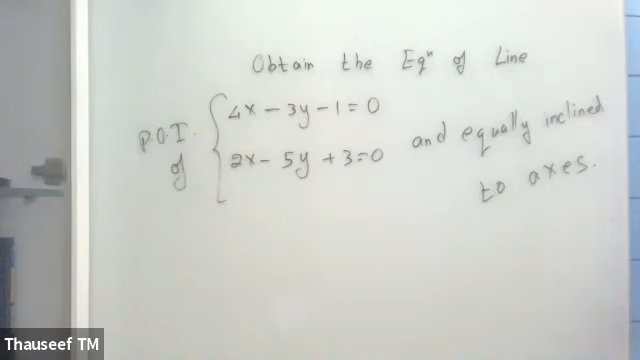 Obtain the Eqⁿ of Line
P.O.I. of
4x - 3y - 1 = 0
2x - 5y + 3 = 0
and equally inclined
to axes.
Thauseef TM